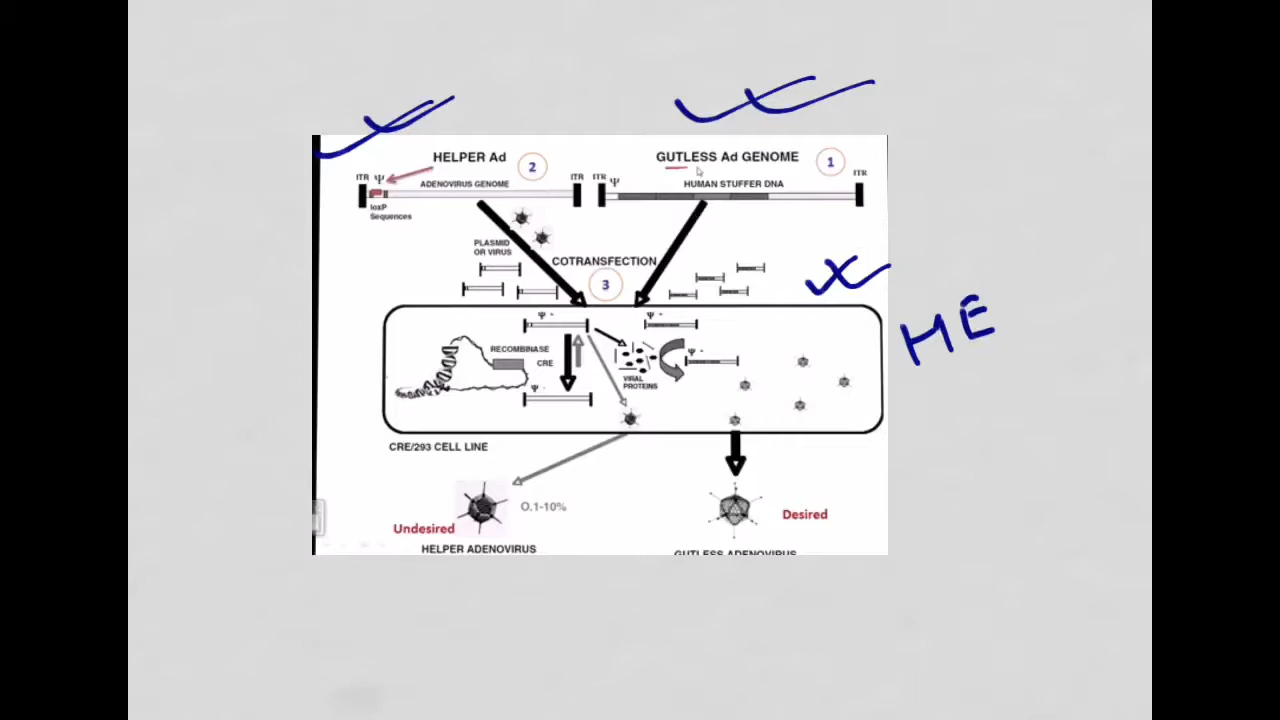 HELPER Ad
2
GUTLESS Ad GENOME
1
ITR Ψ ITR
ADENOVIRUS GENOME
loxP
Sequences
ITR Ψ ITR
HUMAN STUFFER DNA
PLASMID
OR VIRUS
COTRANSFECTION
3
HE
Ψ +
Ψ +
RECOMBINASE
CRE
VIRAL
PROTEINS
Ψ +
Ψ -
CRE/293 CELL LINE
O.1-10%
Undesired
Desired
HELPER ADENOVIRUS
GUTLESS ADENOVIRUS